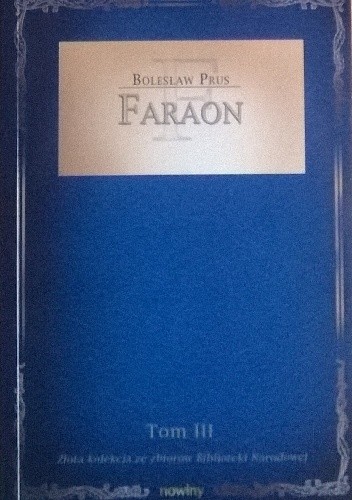 Bolesław Prus
F
Faraon
Tom III
Złota kolekcja ze zbiorów Biblioteki Narodowej
nowiny